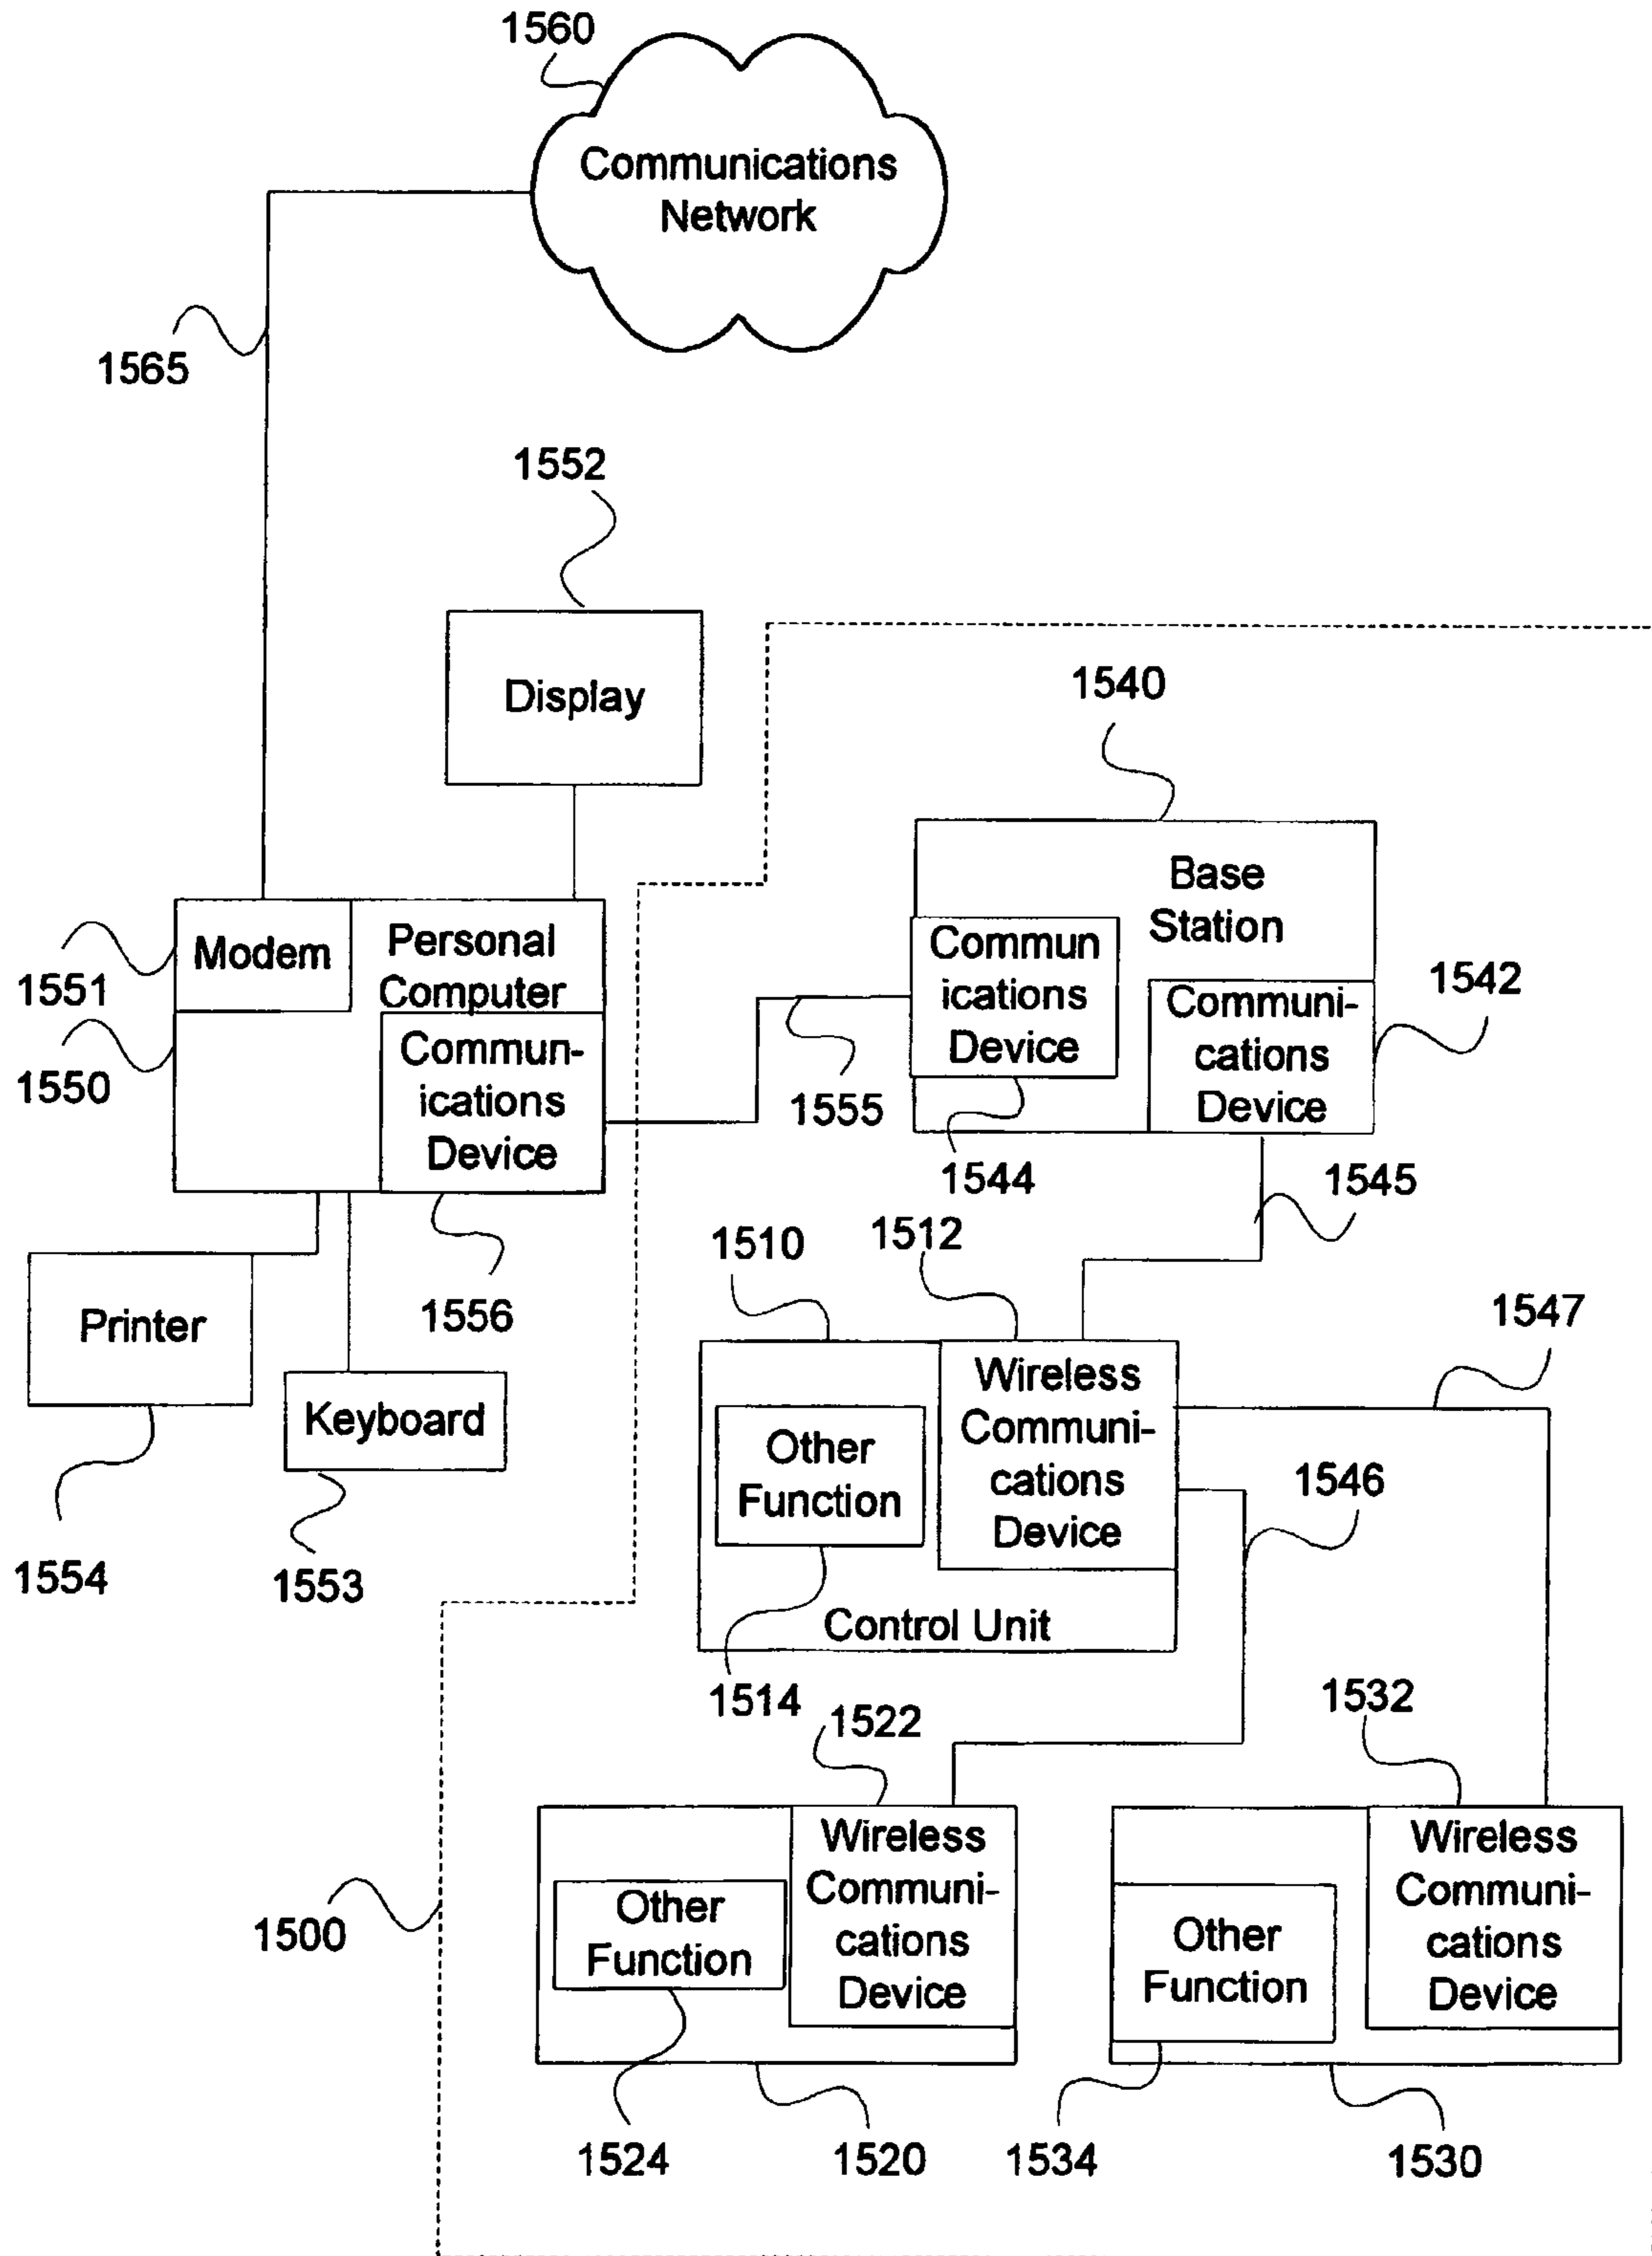 1560
Communications
Network
1565
1552
Display
1540
Base
Station
Modem
Personal
Computer
1551
1550
Commun-
ications
Device
Commun
ications
Device
Communi-
cations
Device
1542
1555
1544
1545
1556
Printer
Keyboard
1554
1553
1510
1512
1547
Wireless
Communi-
cations
Device
Other
Function
1546
Control Unit
1514
1522
1532
Wireless
Communi-
cations
Device
Other
Function
Wireless
Communi-
cations
Device
Other
Function
1500
1524
1520
1534
1530